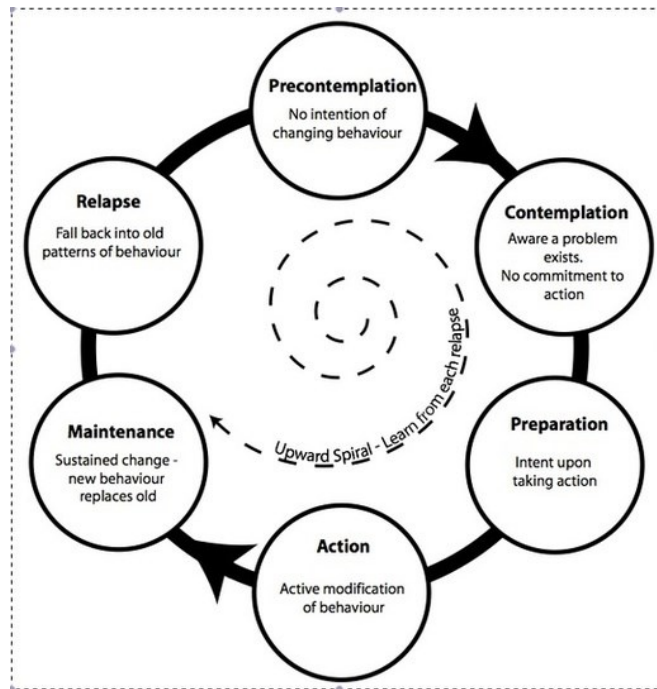 Precontemplation
No intention of
changing behaviour
Contemplation
Aware a problem
exists.
No commitment to
action
Preparation
Intent upon
taking action
Action
Active modification
of behaviour
Maintenance
Sustained change -
new behaviour
replaces old
Relapse
Fall back into old
patterns of behaviour
Upward Spiral - Learn from each relapse